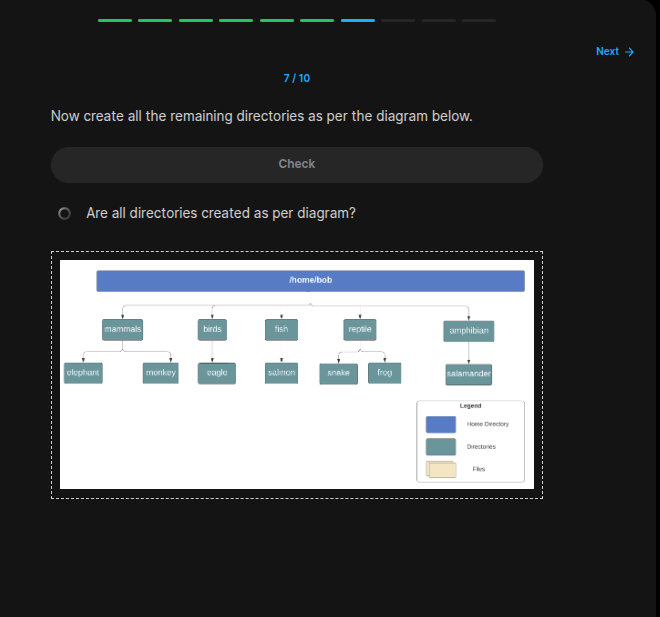 Next →
7 / 10
Now create all the remaining directories as per the diagram below.
Check
Are all directories created as per diagram?
/home/bob
mammals birds fish reptile amphibian
elephant monkey eagle salmon snake frog salamander
Legend
Home Directory
Directories
Files